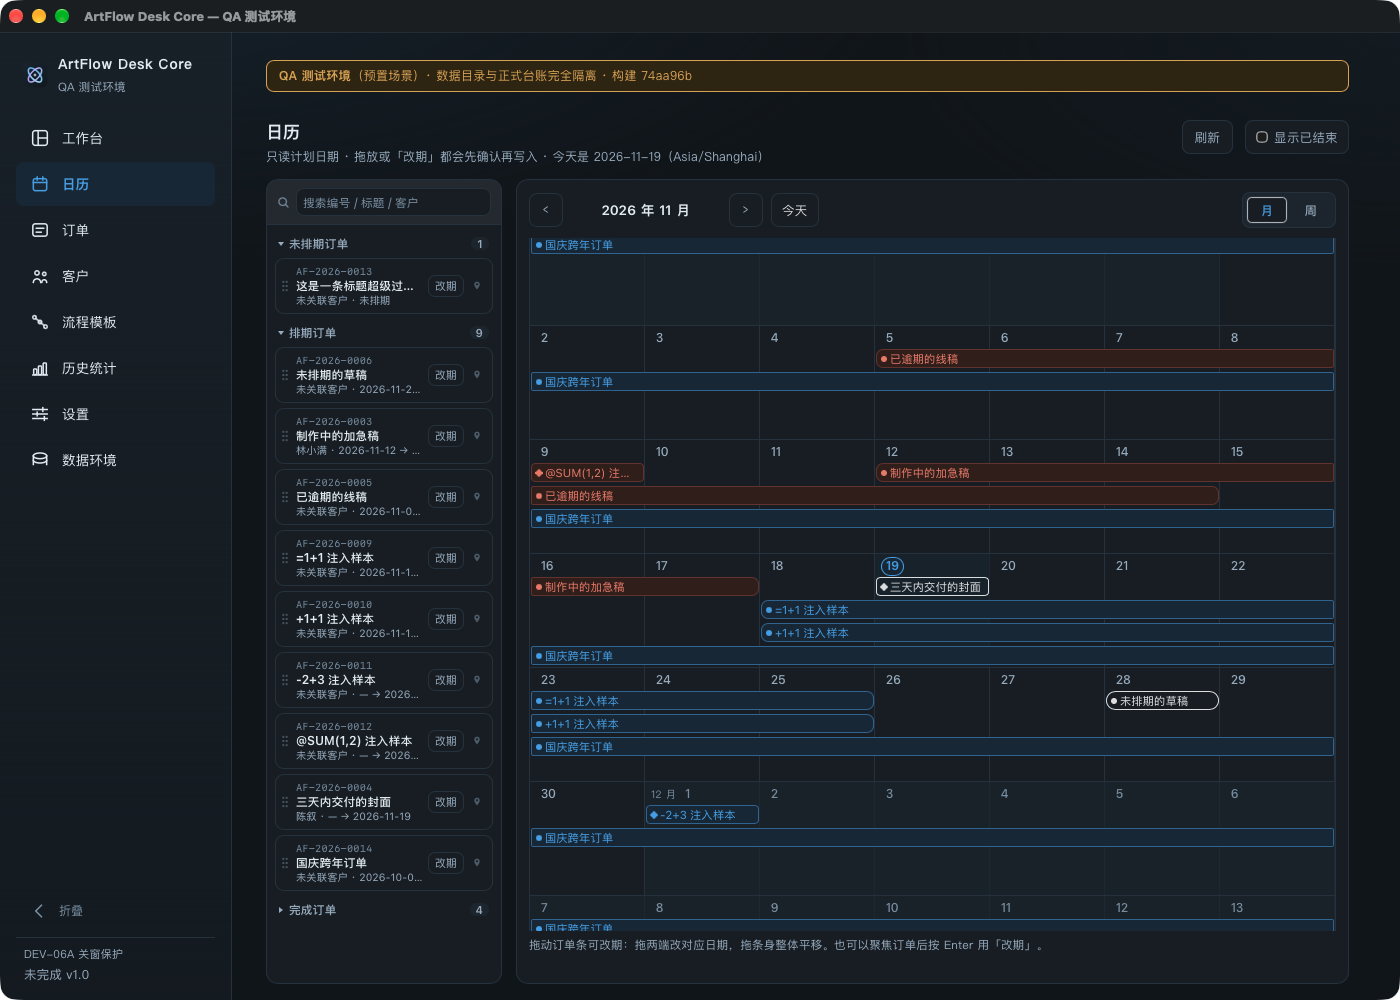 ArtFlow Desk Core — QA 测试环境
ArtFlow Desk Core
QA 测试环境
工作台
日历
订单
客户
流程模板
历史统计
设置
数据环境
折叠
DEV-06A 关窗保护
未完成 v1.0
QA 测试环境（预置场景）· 数据目录与正式台账完全隔离 · 构建 74aa96b
日历
只读计划日期 · 拖放或「改期」都会先确认再写入 · 今天是 2026-11-19（Asia/Shanghai）
刷新
显示已结束
搜索编号 / 标题 / 客户
未排期订单 1
AF-2026-0013
这是一条标题超级过...
未关联客户 · 未排期
改期
排期订单 9
AF-2026-0006
未排期的草稿
未关联客户 · 2026-11-2...
改期
AF-2026-0003
制作中的加急稿
林小满 · 2026-11-12 → ...
改期
AF-2026-0005
已逾期的线稿
未关联客户 · 2026-11-0...
改期
AF-2026-0009
=1+1 注入样本
未关联客户 · 2026-11-1...
改期
AF-2026-0010
+1+1 注入样本
未关联客户 · 2026-11-1...
改期
AF-2026-0011
-2+3 注入样本
未关联客户 · — → 2026...
改期
AF-2026-0012
@SUM(1,2) 注入样本
未关联客户 · — → 2026...
改期
AF-2026-0004
三天内交付的封面
陈叙 · — → 2026-11-19
改期
AF-2026-0014
国庆跨年订单
未关联客户 · 2026-10-0...
改期
完成订单 4
< 2026 年 11 月 > 今天
月 周
国庆跨年订单
2 3 4 5 6 7 8
已逾期的线稿
国庆跨年订单
9 10 11 12 13 14 15
@SUM(1,2) 注... 制作中的加急稿
已逾期的线稿
国庆跨年订单
16 17 18 19 20 21 22
制作中的加急稿 三天内交付的封面
=1+1 注入样本
+1+1 注入样本
国庆跨年订单
23 24 25 26 27 28 29
=1+1 注入样本 未排期的草稿
+1+1 注入样本
国庆跨年订单
30 12 月 1 2 3 4 5 6
-2+3 注入样本
国庆跨年订单
7 8 9 10 11 12 13
国庆跨年订单
拖动订单条可改期：拖两端改对应日期，拖条身整体平移。也可以聚焦订单后按 Enter 用「改期」。